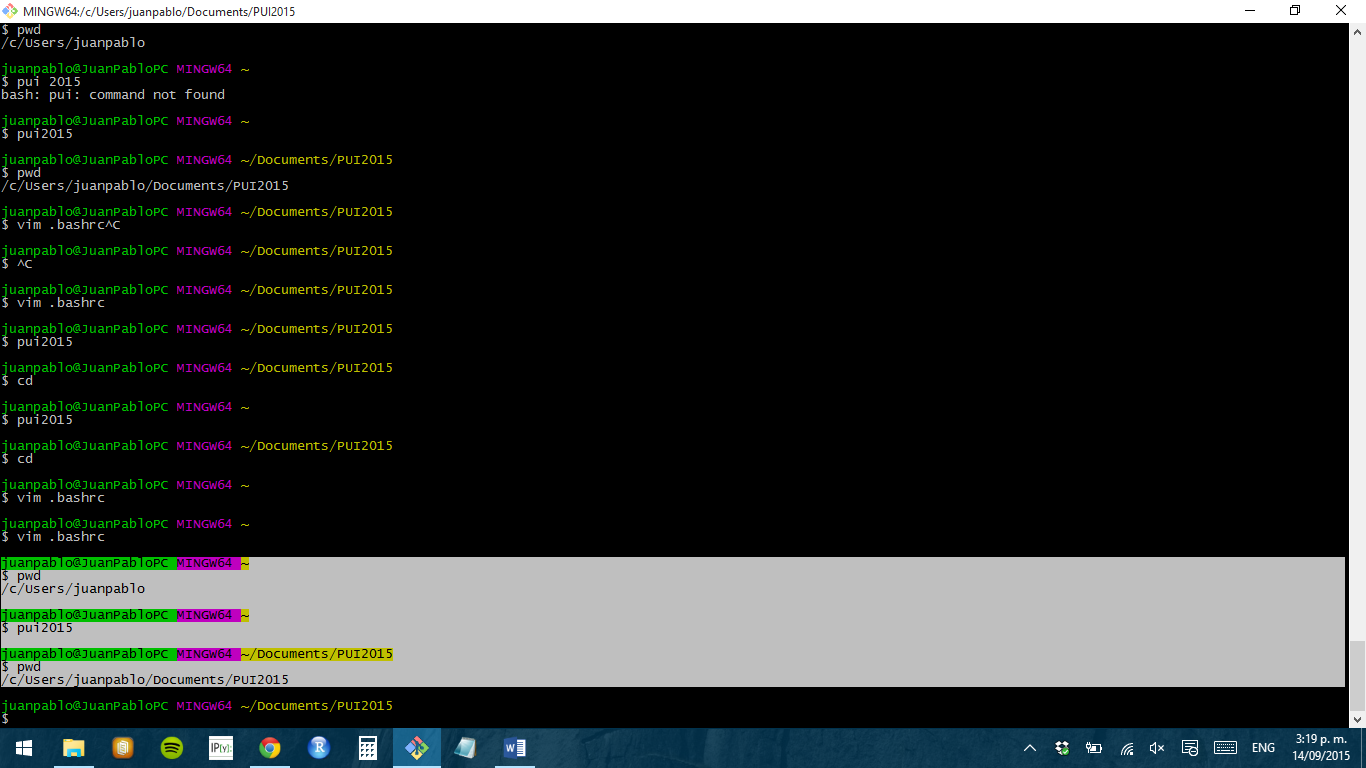 MINGW64:/c/Users/juanpablo/Documents/PUI2015
$ pwd
/c/Users/juanpablo
juanpablo@JuanPabloPC MINGW64 ~
$ pui 2015
bash: pui: command not found
juanpablo@JuanPabloPC MINGW64 ~
$ pui2015
juanpablo@JuanPabloPC MINGW64 ~/Documents/PUI2015
$ pwd
/c/Users/juanpablo/Documents/PUI2015
juanpablo@JuanPabloPC MINGW64 ~/Documents/PUI2015
$ vim .bashrc^C
juanpablo@JuanPabloPC MINGW64 ~/Documents/PUI2015
$ ^C
juanpablo@JuanPabloPC MINGW64 ~/Documents/PUI2015
$ vim .bashrc
juanpablo@JuanPabloPC MINGW64 ~/Documents/PUI2015
$ pui2015
juanpablo@JuanPabloPC MINGW64 ~/Documents/PUI2015
$ cd
juanpablo@JuanPabloPC MINGW64 ~
$ pui2015
juanpablo@JuanPabloPC MINGW64 ~/Documents/PUI2015
$ cd
juanpablo@JuanPabloPC MINGW64 ~
$ vim .bashrc
juanpablo@JuanPabloPC MINGW64 ~
$ vim .bashrc
juanpablo@JuanPabloPC MINGW64 ~
$ pwd
/c/Users/juanpablo
juanpablo@JuanPabloPC MINGW64 ~
$ pui2015
juanpablo@JuanPabloPC MINGW64 ~/Documents/PUI2015
$ pwd
/c/Users/juanpablo/Documents/PUI2015
juanpablo@JuanPabloPC MINGW64 ~/Documents/PUI2015
$
IP[y]:
R
W
ENG
3:19 p. m.
14/09/2015